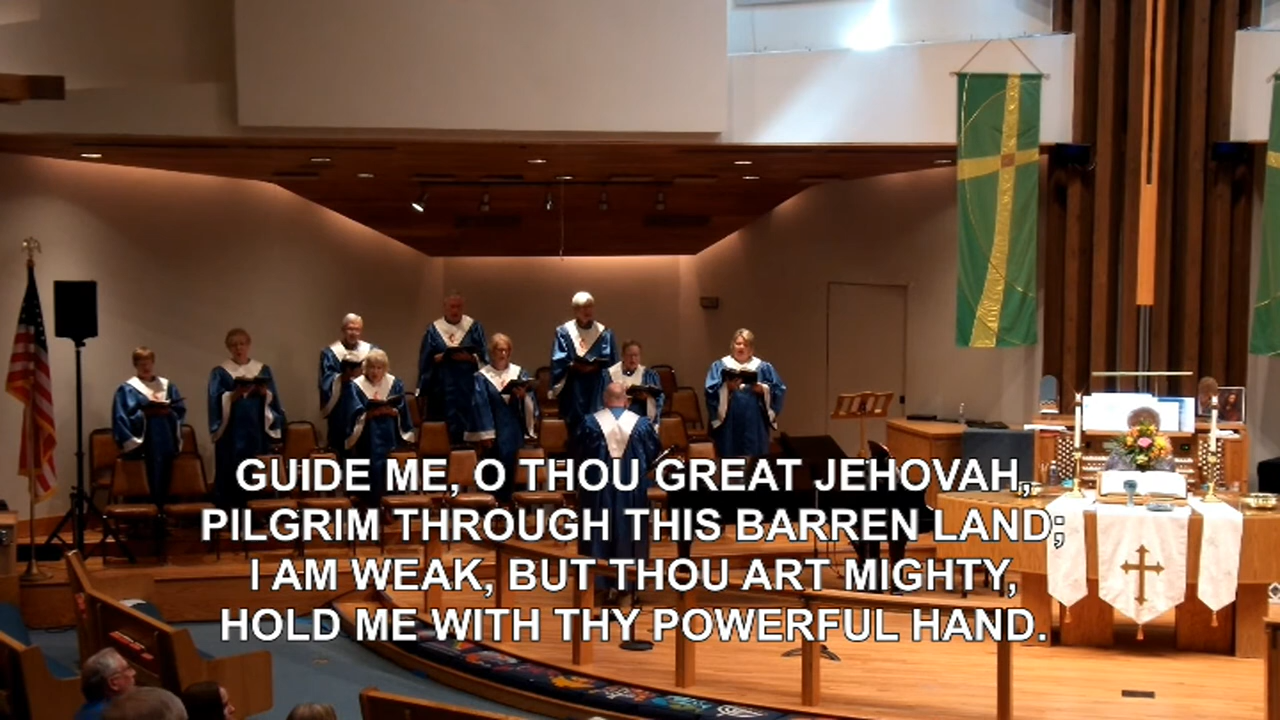 GUIDE ME, O THOU GREAT JEHOVAH,
PILGRIM THROUGH THIS BARREN LAND;
I AM WEAK, BUT THOU ART MIGHTY,
HOLD ME WITH THY POWERFUL HAND.